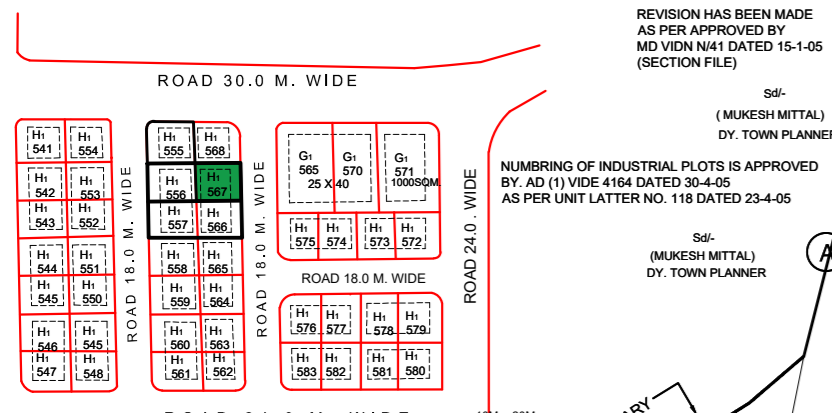 REVISION HAS BEEN MADE
AS PER APPROVED BY
MD VIDN N/41 DATED 15-1-05
(SECTION FILE)
Sd/-
( MUKESH MITTAL)
DY. TOWN PLANNER
NUMBRING OF INDUSTRIAL PLOTS IS APPROVED
BY. AD (1) VIDE 4164 DATED 30-4-05
AS PER UNIT LATTER NO. 118 DATED 23-4-05
Sd/-
(MUKESH MITTAL)
DY. TOWN PLANNER
A
ROAD 30.0 M. WIDE
H1 541
H1 554
H1 542
H1 553
H1 543
H1 552
H1 544
H1 551
H1 545
H1 550
H1 546
H1 545
H1 547
H1 548
ROAD 18.0 M. WIDE
H1 555
H1 568
H1 556
H1 567
H1 557
H1 566
H1 558
H1 565
H1 559
H1 564
H1 560
H1 563
H1 561
H1 562
ROAD 18.0 M. WIDE
G1 565
G1 570
25 X 40
G1 571
1000SQM.
H1 575
H1 574
H1 573
H1 572
ROAD 18.0 M. WIDE
H1 576
H1 577
H1 578
H1 579
H1 583
H1 582
H1 581
H1 580
ROAD 24.0 . WIDE